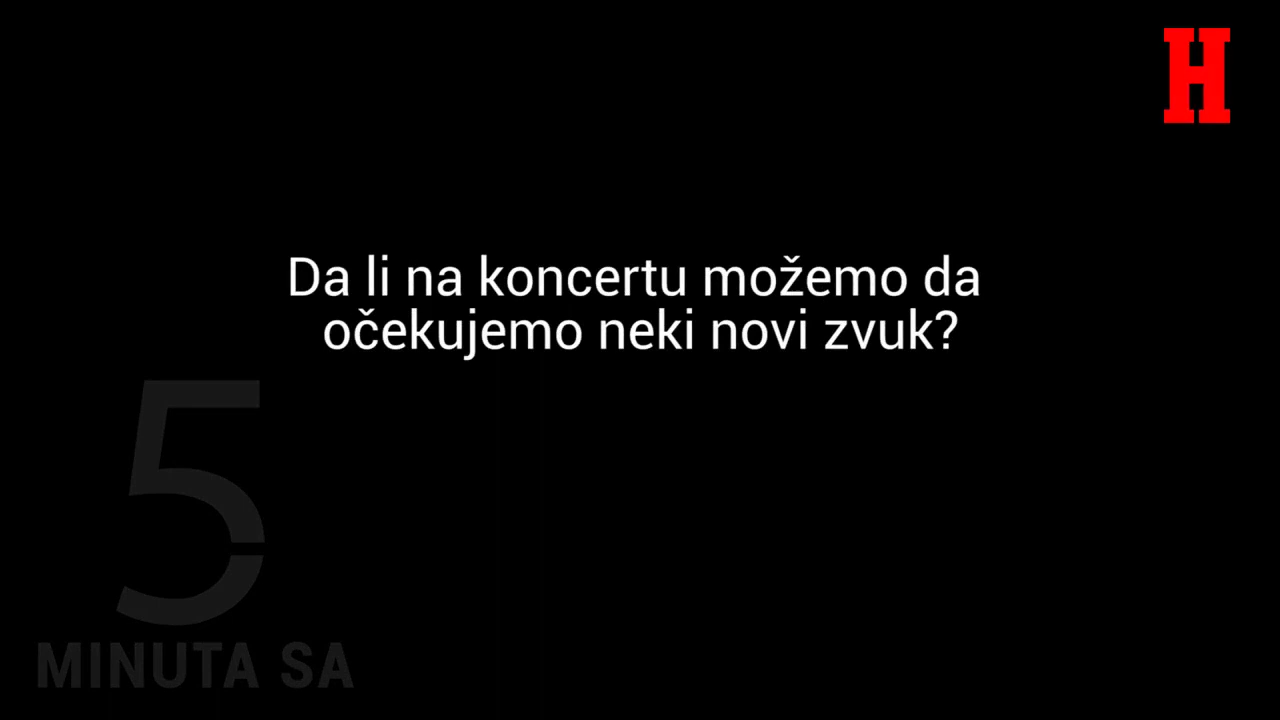 H
Da li na koncertu možemo da
očekujemo neki novi zvuk?
5
MINUTA SA